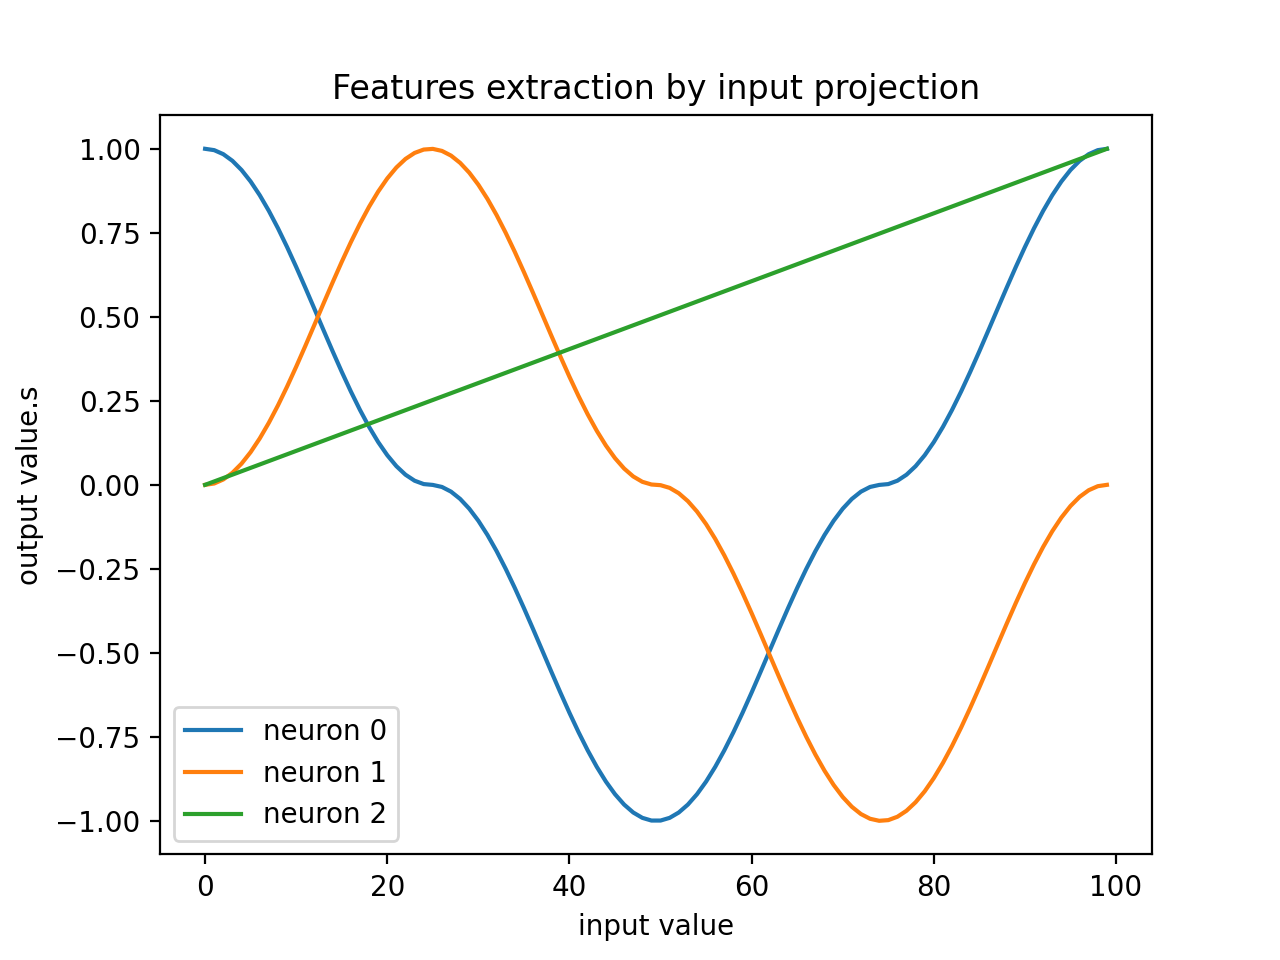 Features extraction by input projection
output value.s
1.00
0.75
0.50
0.25
0.00
−0.25
−0.50
−0.75
−1.00
neuron 0
neuron 1
neuron 2
0 20 40 60 80 100
input value